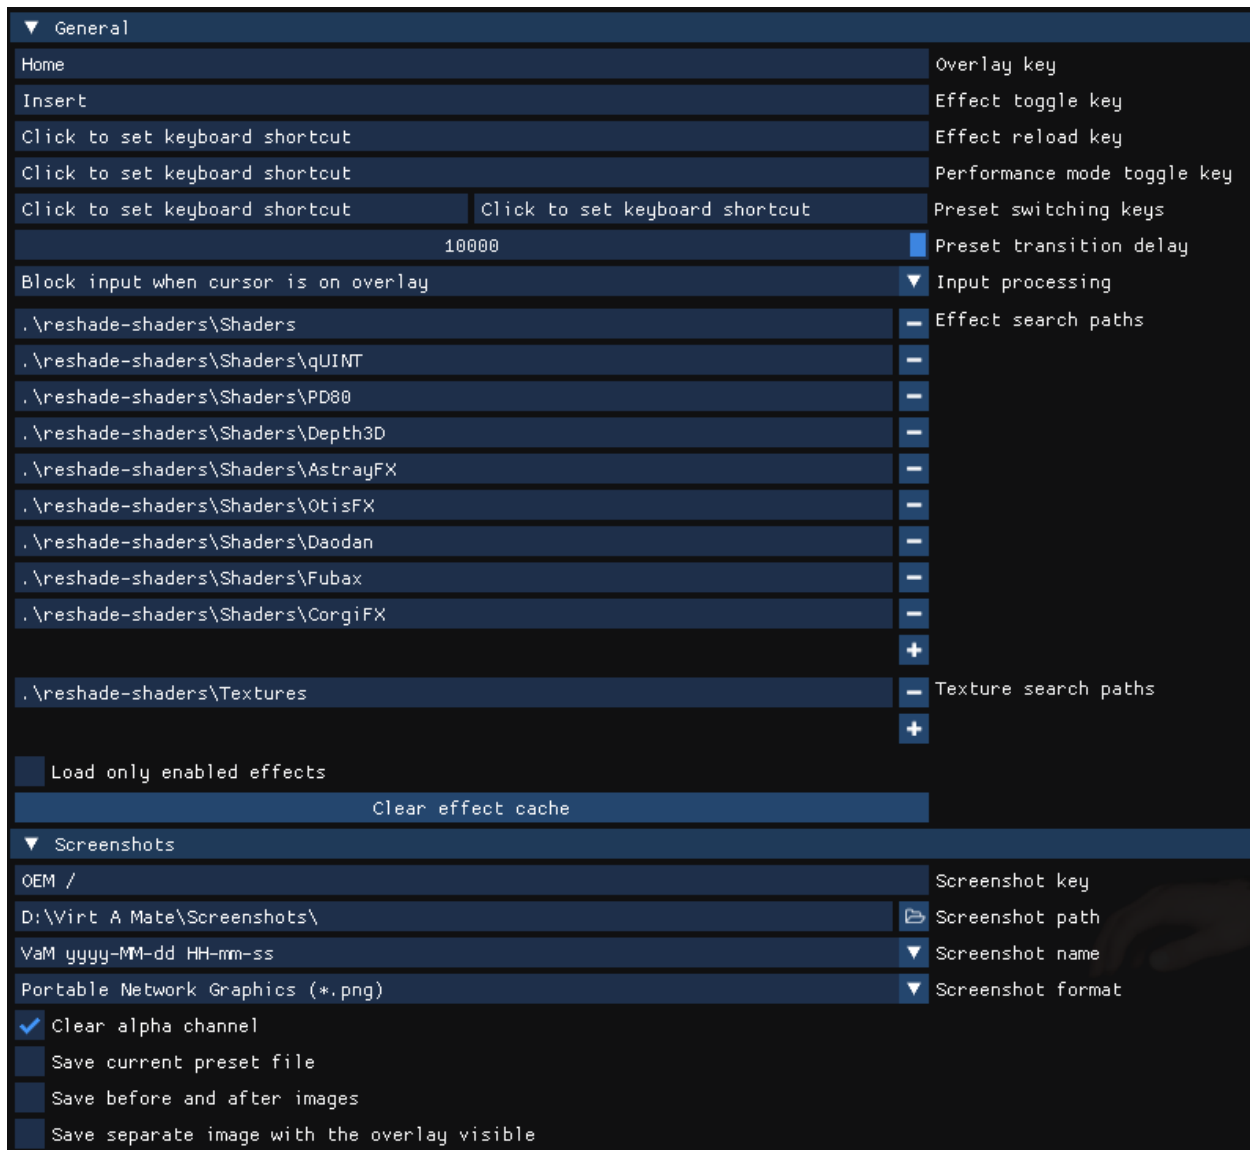 General
Home Overlay key
Insert Effect toggle key
Click to set keyboard shortcut Effect reload key
Click to set keyboard shortcut Performance mode toggle key
Click to set keyboard shortcut Click to set keyboard shortcut Preset switching keys
10000 Preset transition delay
Block input when cursor is on overlay Input processing
.\reshade-shaders\Shaders Effect search paths
.\reshade-shaders\Shaders\qUINT
.\reshade-shaders\Shaders\PD80
.\reshade-shaders\Shaders\Depth3D
.\reshade-shaders\Shaders\AstrayFX
.\reshade-shaders\Shaders\OtisFX
.\reshade-shaders\Shaders\Daodan
.\reshade-shaders\Shaders\Fubax
.\reshade-shaders\Shaders\CorgiFX
.\reshade-shaders\Textures Texture search paths
Load only enabled effects
Clear effect cache
Screenshots
OEM / Screenshot key
D:\Virt A Mate\Screenshots\ Screenshot path
VaM yyyy-MM-dd HH-mm-ss Screenshot name
Portable Network Graphics (*.png) Screenshot format
Clear alpha channel
Save current preset file
Save before and after images
Save separate image with the overlay visible